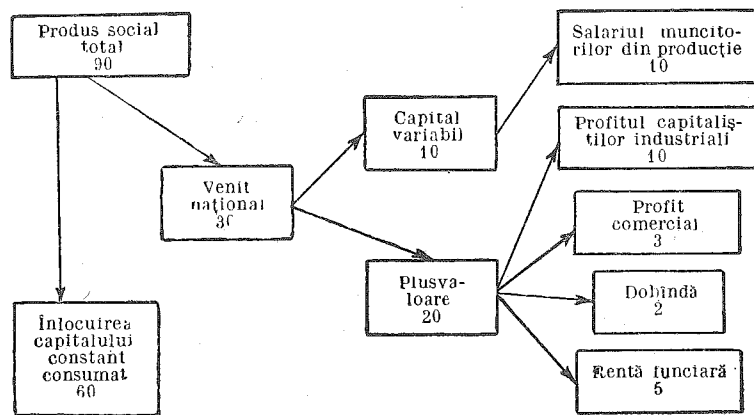 Produs social
total
90
Salariul muncito-
rilor din producție
10
Capital
variabil
10
Profitul capitaliș-
tilor industriali
10
Venit
național
30
Profit
comercial
3
Plusva-
loare
20
Dobîndă
2
Înlocuirea
capitalului
constant
consumat
60
Rentă funciară
5